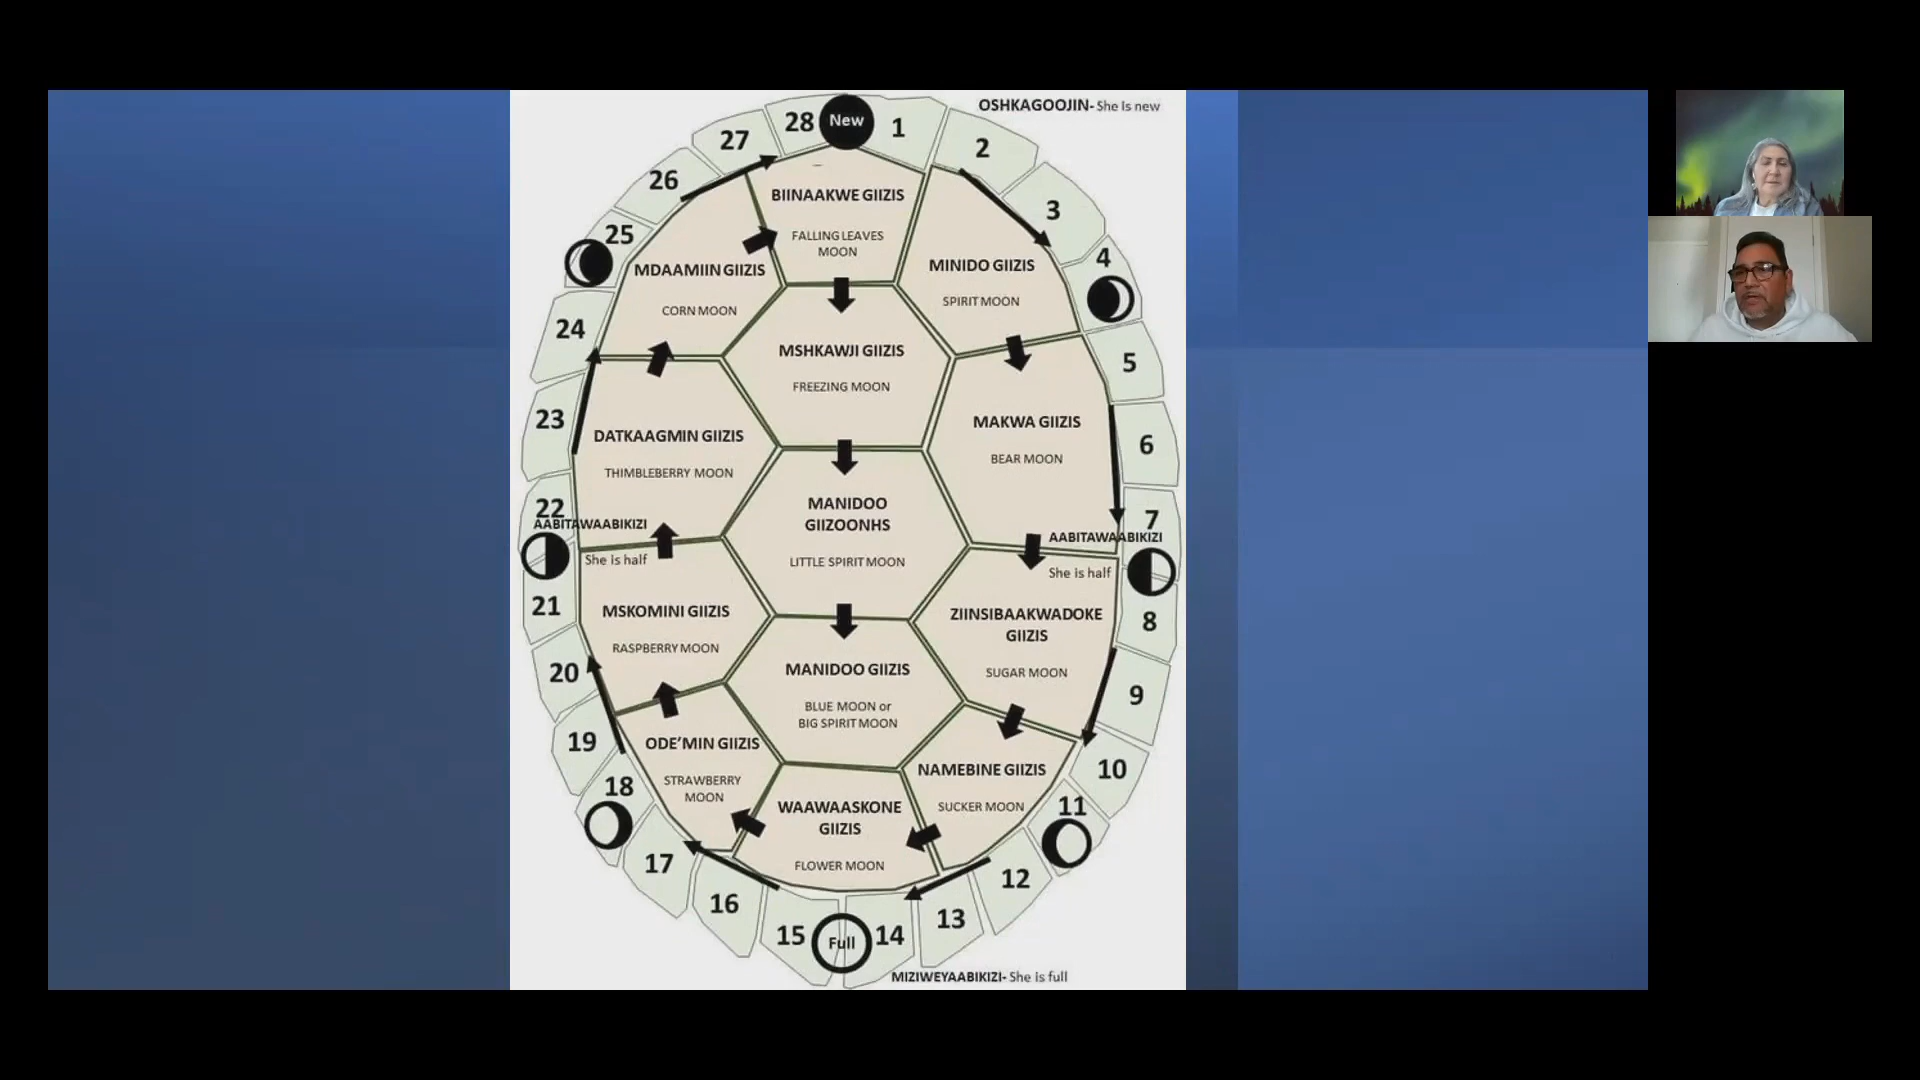 OSHKAGOOJIN- She Is new
28
New
1
27
2
26
3
25
4
24
5
23
6
22
7
21
8
20
9
19
10
18
11
17
12
16
13
15
Full
14
BIINAAKWE GIIZIS
FALLING LEAVES
MOON
MINIDO GIIZIS
SPIRIT MOON
MDAAMIIN GIIZIS
CORN MOON
MSHKAWJI GIIZIS
FREEZING MOON
MAKWA GIIZIS
BEAR MOON
DATKAAGMIN GIIZIS
THIMBLEBERRY MOON
MANIDOO
GIIZOONHS
LITTLE SPIRIT MOON
AABITAWAABIKIZI
She is half
AABITAWAABIKIZI
She is half
MSKOMINI GIIZIS
RASPBERRY MOON
ZIINSIBAAKWADOKE
GIIZIS
SUGAR MOON
MANIDOO GIIZIS
BLUE MOON or
BIG SPIRIT MOON
ODE’MIN GIIZIS
STRAWBERRY
MOON
NAMEBINE GIIZIS
SUCKER MOON
WAAWAASKONE
GIIZIS
FLOWER MOON
MIZIWEYAABIKIZI- She is full